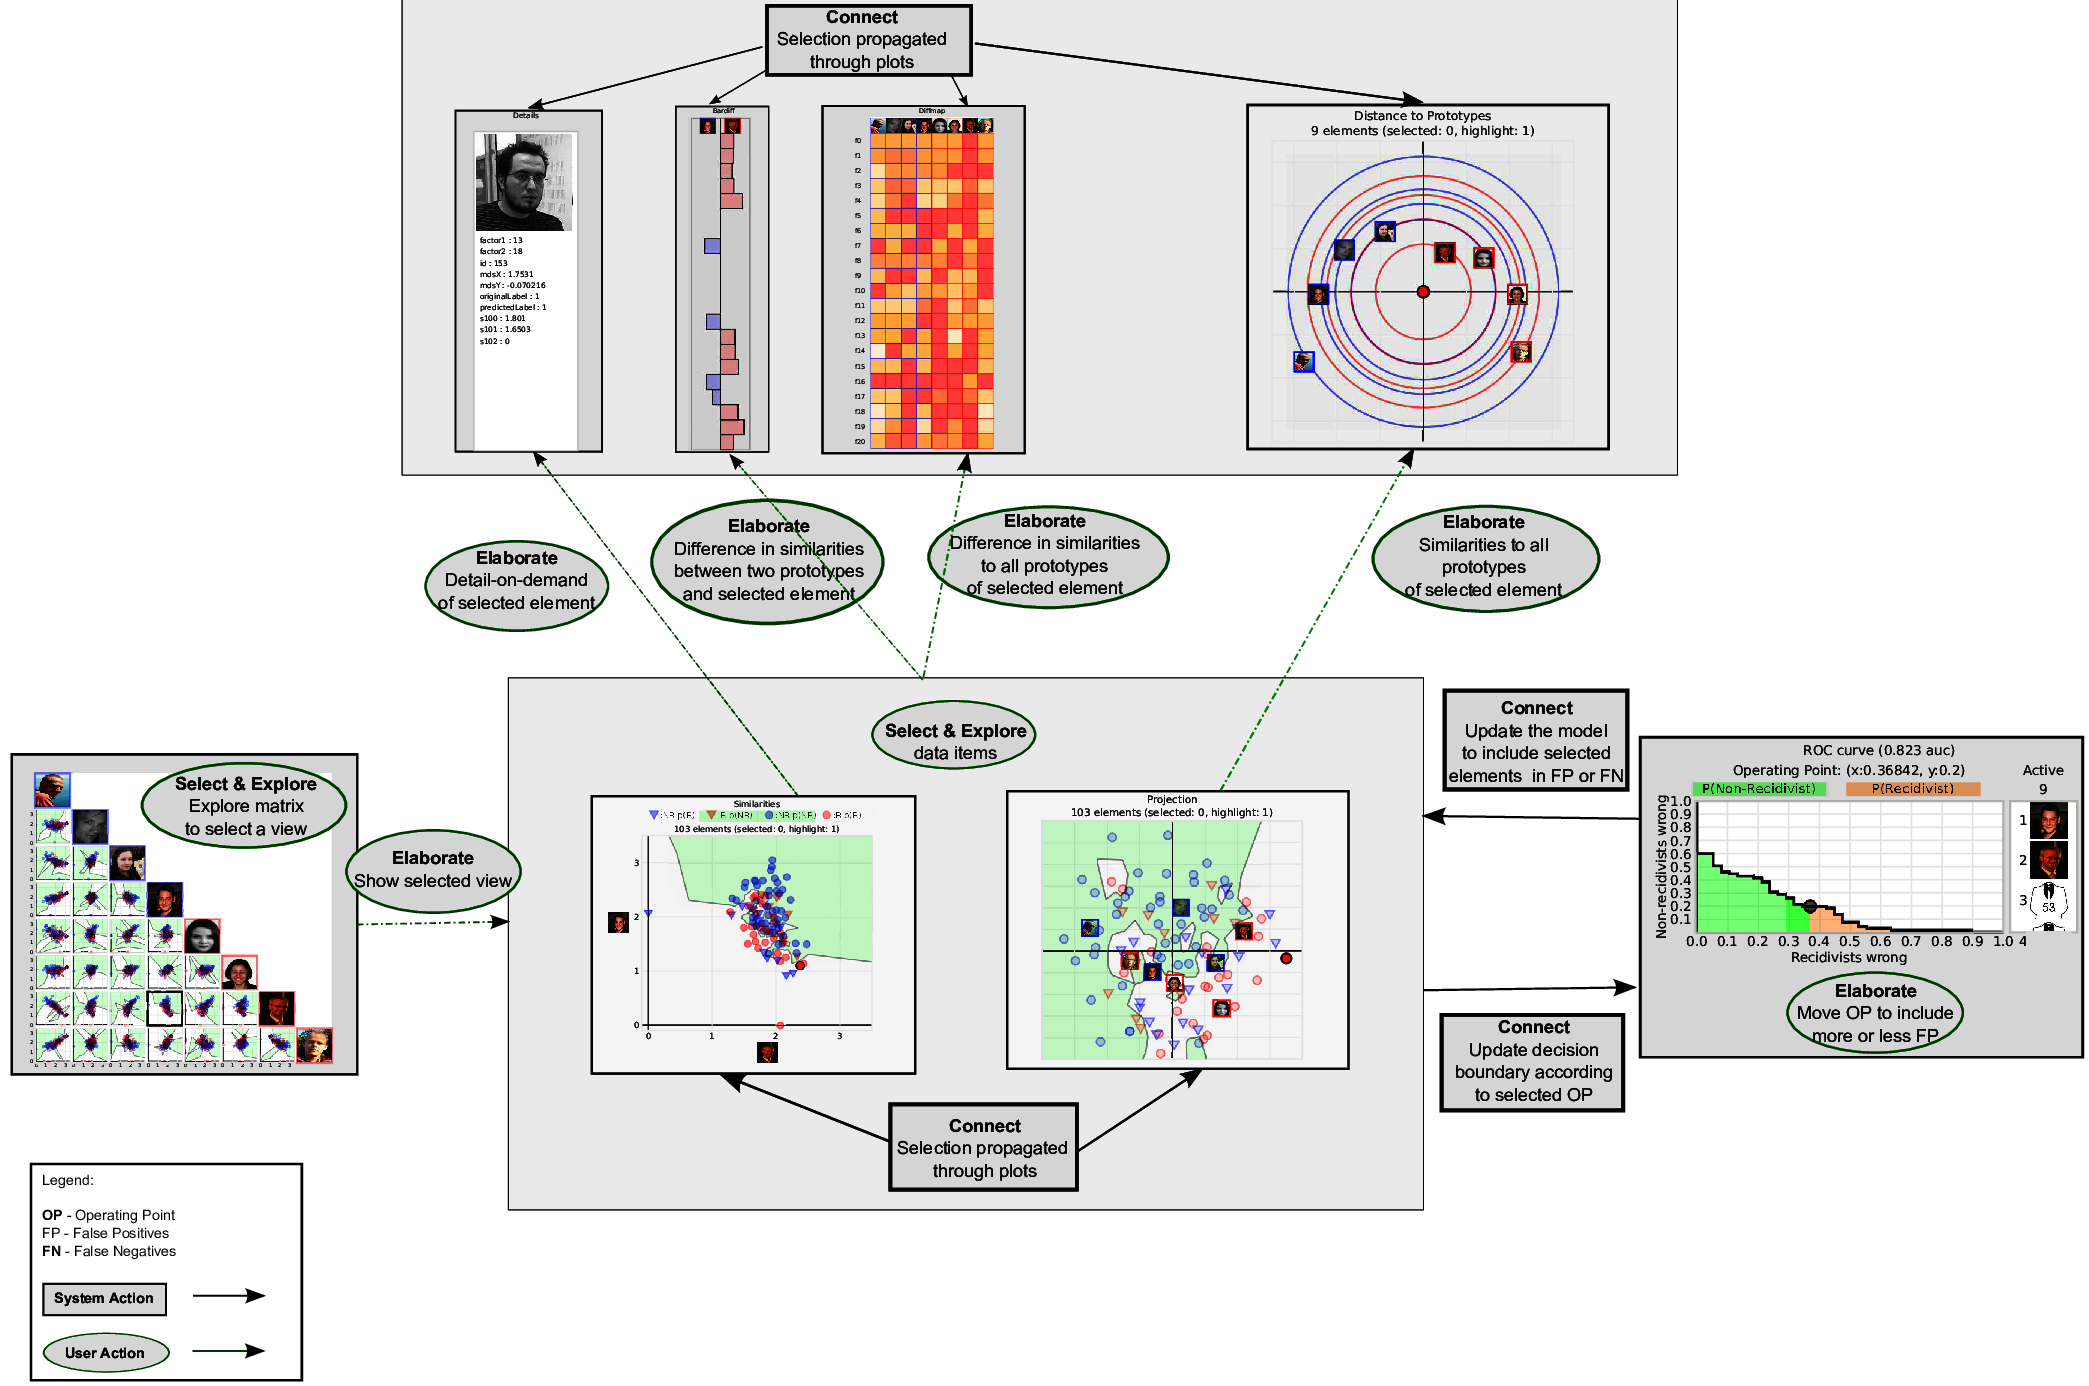 Connect
Selection propagated
through plots
Details
factor1 : 13
factor2 : 18
id : 153
mdsX : 1.7531
mdsY : -0.070216
originalLabel : 1
predictedLabel : 1
s100 : 1.801
s101 : 1.6503
s102 : 0
Bardiff
Diffmap
f0
f1
f2
f3
f4
f5
f6
f7
f8
f9
f10
f11
f12
f13
f14
f15
f16
f17
f18
f19
f20
Distance to Prototypes
9 elements (selected: 0, highlight: 1)
Elaborate
Detail-on-demand
of selected element
Elaborate
Difference in similarities
between two prototypes
and selected element
Elaborate
Difference in similarities
to all prototypes
of selected element
Elaborate
Similarities to all
prototypes
of selected element
Select & Explore
Explore matrix
to select a view
Elaborate
Show selected view
Select & Explore
data items
Similarities
:NR p(R) :R p(NR) :NR p(NR) :R p(R)
103 elements (selected: 0, highlight: 1)
3
2
1
0
0 1 2 3
Projection
103 elements (selected: 0, highlight: 1)
Connect
Selection propagated
through plots
Connect
Update the model
to include selected
elements in FP or FN
Connect
Update decision
boundary according
to selected OP
ROC curve (0.823 auc)
Operating Point: (x:0.36842, y:0.2)
P(Non-Recidivist) P(Recidivist)
Active
9
1
2
3
53
4
Non-recidivists wrong
1.0
0.9
0.8
0.7
0.6
0.5
0.4
0.3
0.2
0.1
0.0 0.1 0.2 0.3 0.4 0.5 0.6 0.7 0.8 0.9 1.0
Recidivists wrong
Elaborate
Move OP to include
more or less FP
Legend:
OP - Operating Point
FP - False Positives
FN - False Negatives
System Action
User Action